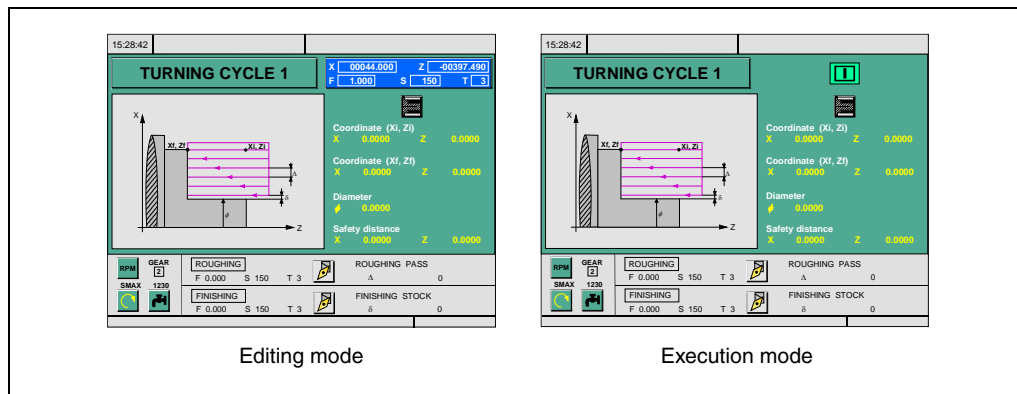 15:28:42
TURNING CYCLE 1
X 00044.000 Z -00397.490
F 1.000 S 150 T 3
X
Xf, Zf
Xi, Zi
Δ
δ
ϕ
Z
Coordinate (Xi, Zi)
X 0.0000 Z 0.0000
Coordinate (Xf, Zf)
X 0.0000 Z 0.0000
Diameter
ϕ 0.0000
Safety distance
X 0.0000 Z 0.0000
RPM
GEAR
2
SMAX 1230
ROUGHING
F 0.000 S 150 T 3
ROUGHING PASS
Δ 0
FINISHING
F 0.000 S 150 T 3
FINISHING STOCK
δ 0
Editing mode
15:28:42
TURNING CYCLE 1
X
Xf, Zf
Xi, Zi
Δ
δ
ϕ
Z
Coordinate (Xi, Zi)
X 0.0000 Z 0.0000
Coordinate (Xf, Zf)
X 0.0000 Z 0.0000
Diameter
ϕ 0.0000
Safety distance
X 0.0000 Z 0.0000
RPM
GEAR
2
SMAX 1230
ROUGHING
F 0.000 S 150 T 3
ROUGHING PASS
Δ 0
FINISHING
F 0.000 S 150 T 3
FINISHING STOCK
δ 0
Execution mode